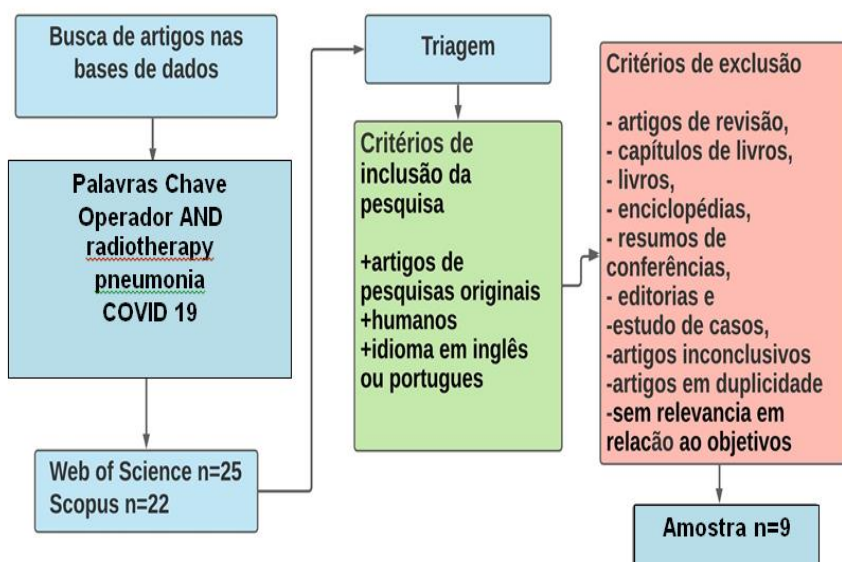 Busca de artigos nas
bases de dados
Palavras Chave
Operador AND
radiotherapy
pneumonia
COVID 19
Web of Science n=25
Scopus n=22
Triagem
Critérios de
inclusão da
pesquisa
+artigos de
pesquisas originais
+humanos
+idioma em inglês
ou portugues
Critérios de exclusão
- artigos de revisão,
- capítulos de livros,
- livros,
- enciclopédias,
- resumos de
conferências,
- editorias e
-estudo de casos,
-artigos inconclusivos
-artigos em duplicidade
-sem relevancia em
relacão ao objetivos
Amostra n=9